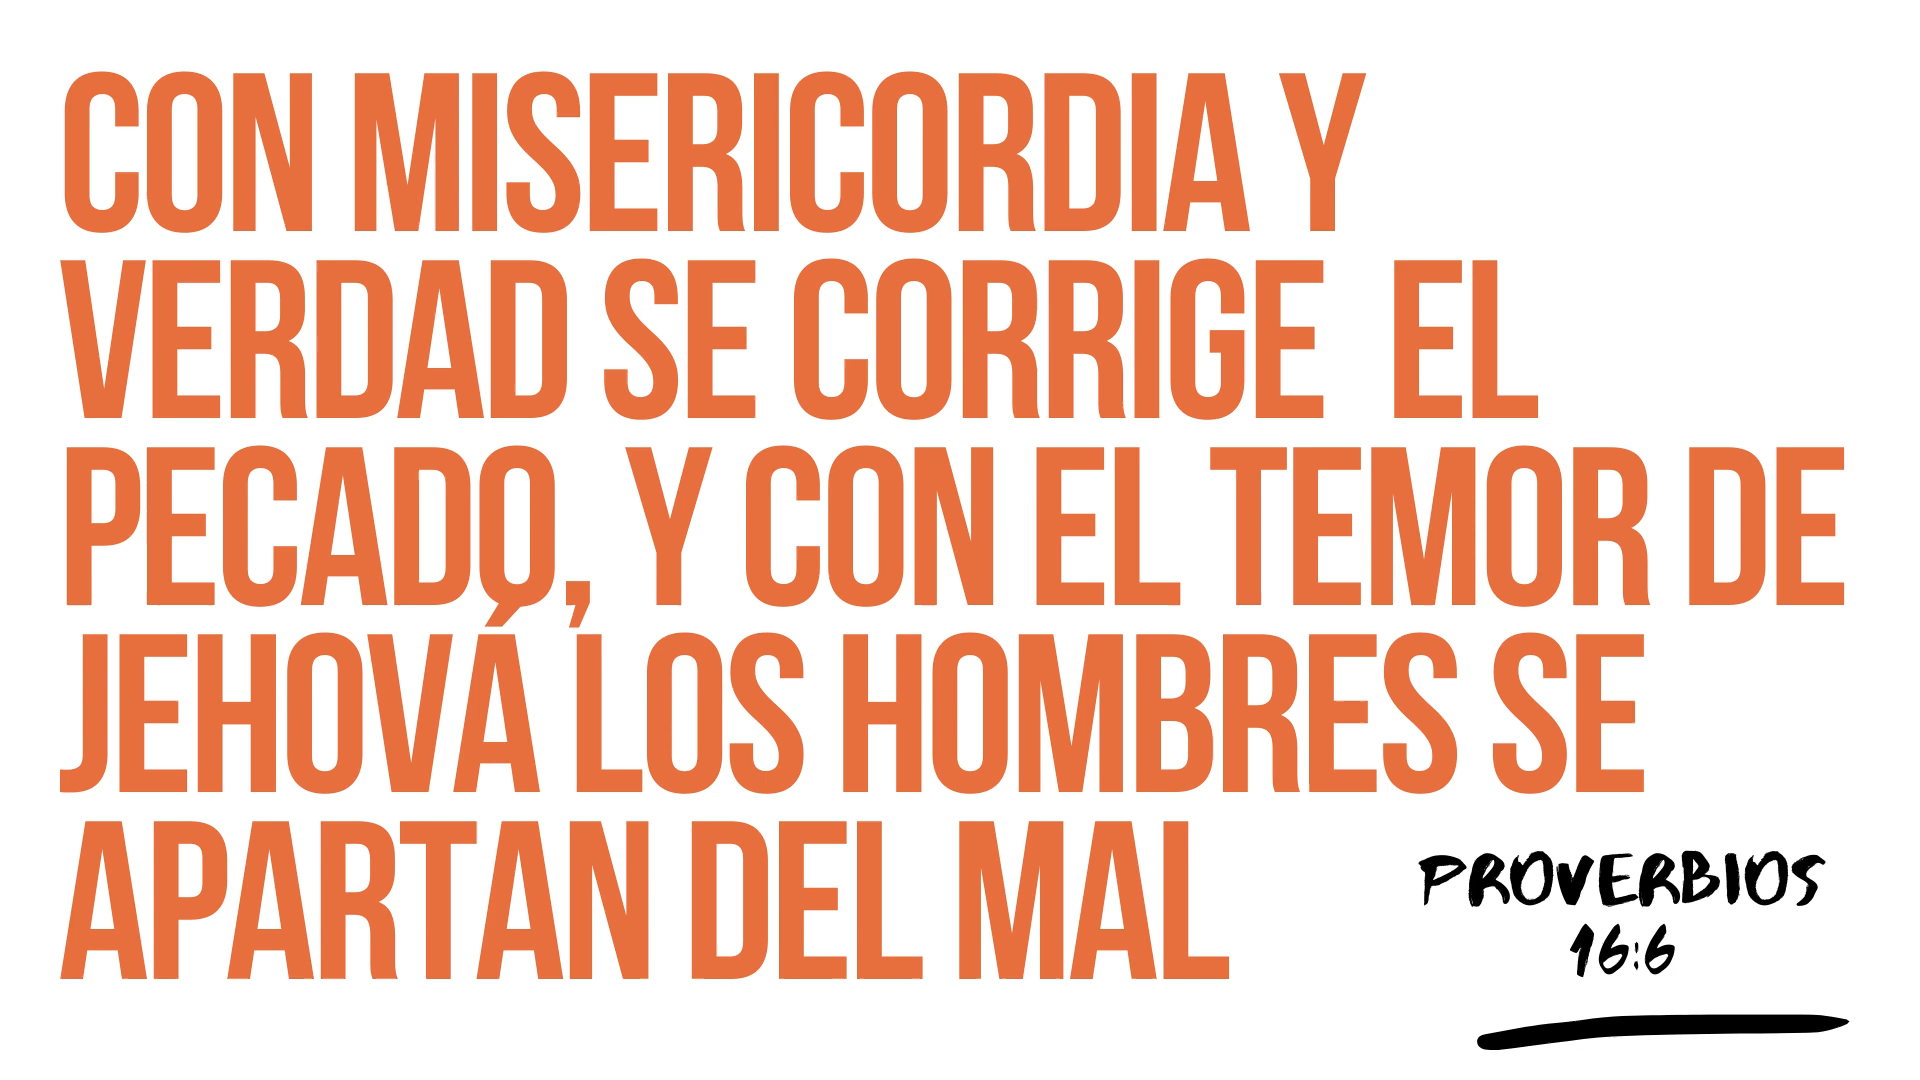 CON MISERICORDIA Y
VERDAD SE CORRIGE EL
PECADO, Y CON EL TEMOR DE
JEHOVÁ LOS HOMBRES SE
APARTAN DEL MAL
PROVERBIOS
16:6